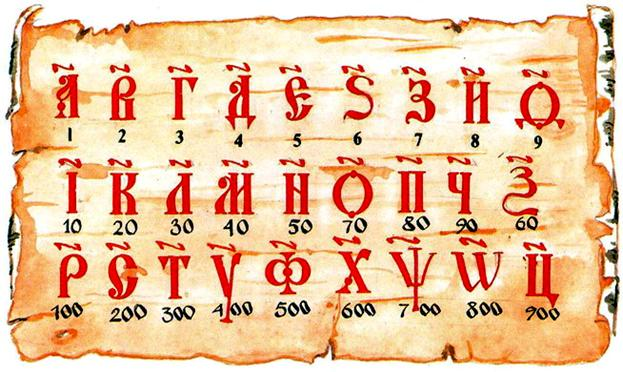 А҃ В҃ Г҃ Д҃ Є҃ Ѕ҃ З҃ И҃ Ѳ҃
1 2 3 4 5 6 7 8 9
І҃ К҃ Л҃ М҃ Н҃ О҃ П҃ Ч҃ Ѯ҃
10 20 30 40 50 70 80 90 60
Р҃ С҃ Т҃ У҃ Ф҃ Х҃ Ѱ҃ Ѡ҃ Ц҃
100 200 300 400 500 600 700 800 900